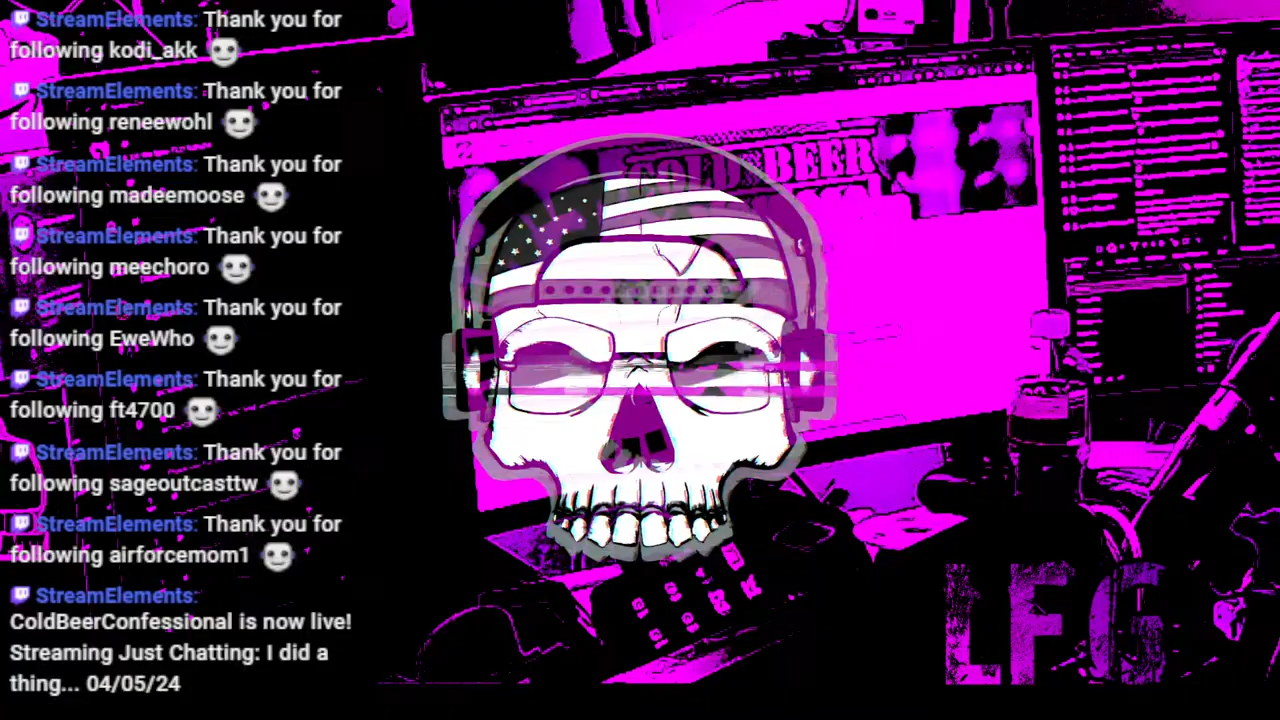 StreamElements: Thank you for
following kodi_akk
StreamElements: Thank you for
following reneewohl
StreamElements: Thank you for
following madeemoose
StreamElements: Thank you for
following meechoro
StreamElements: Thank you for
following EweWho
StreamElements: Thank you for
following ft4700
StreamElements: Thank you for
following sageoutcasttw
StreamElements: Thank you for
following airforcemom1
StreamElements:
ColdBeerConfessional is now live!
Streaming Just Chatting: I did a
thing... 04/05/24
COLD BEER
LFG